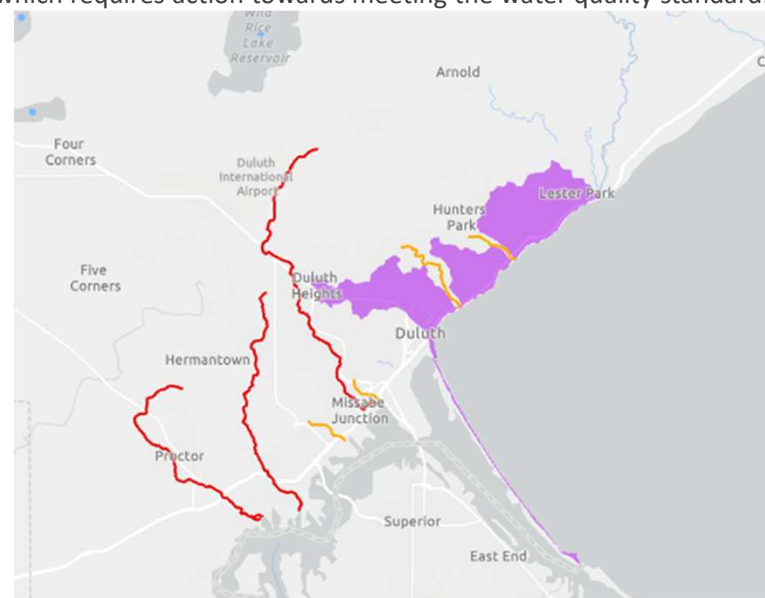 which requires action towards meeting the water quality standard
Wild
Rice
Lake
Reservoir
Arnold
Four
Corners
Duluth
International
Airport
Lester Park
Hunters
Park
Five
Corners
Duluth
Heights
Duluth
Hermantown
Missabe
Junction
Proctor
Superior
East End